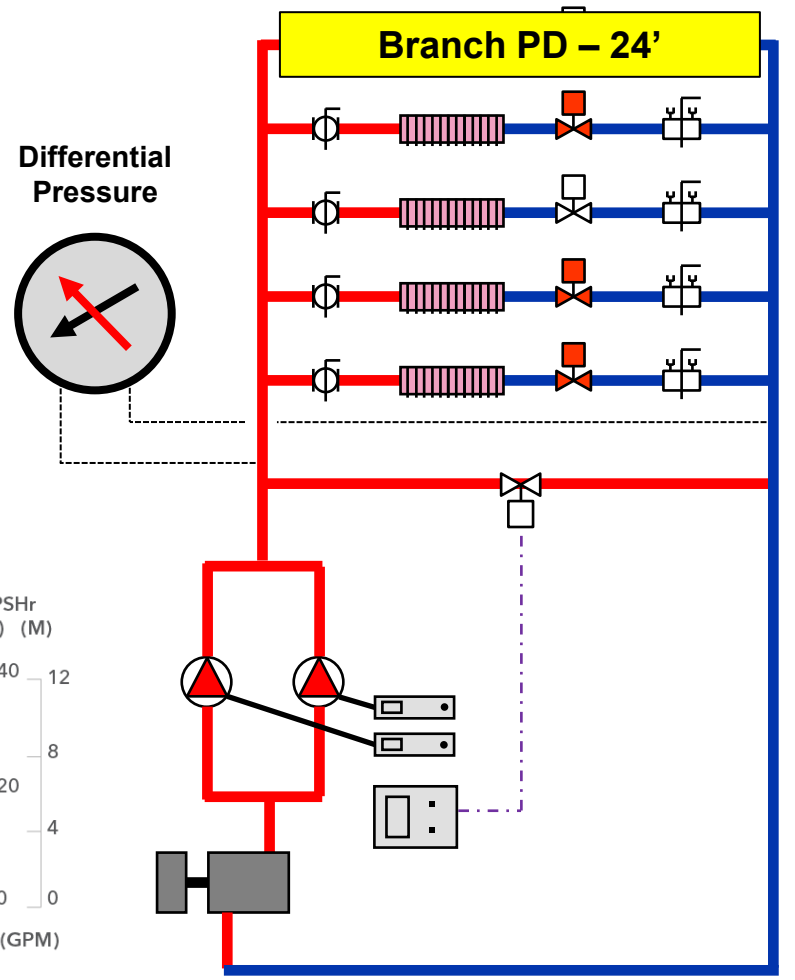 Branch PD – 24’
Differential
Pressure
PSHr
) (M)
40 12
8
20
4
0 0
(GPM)